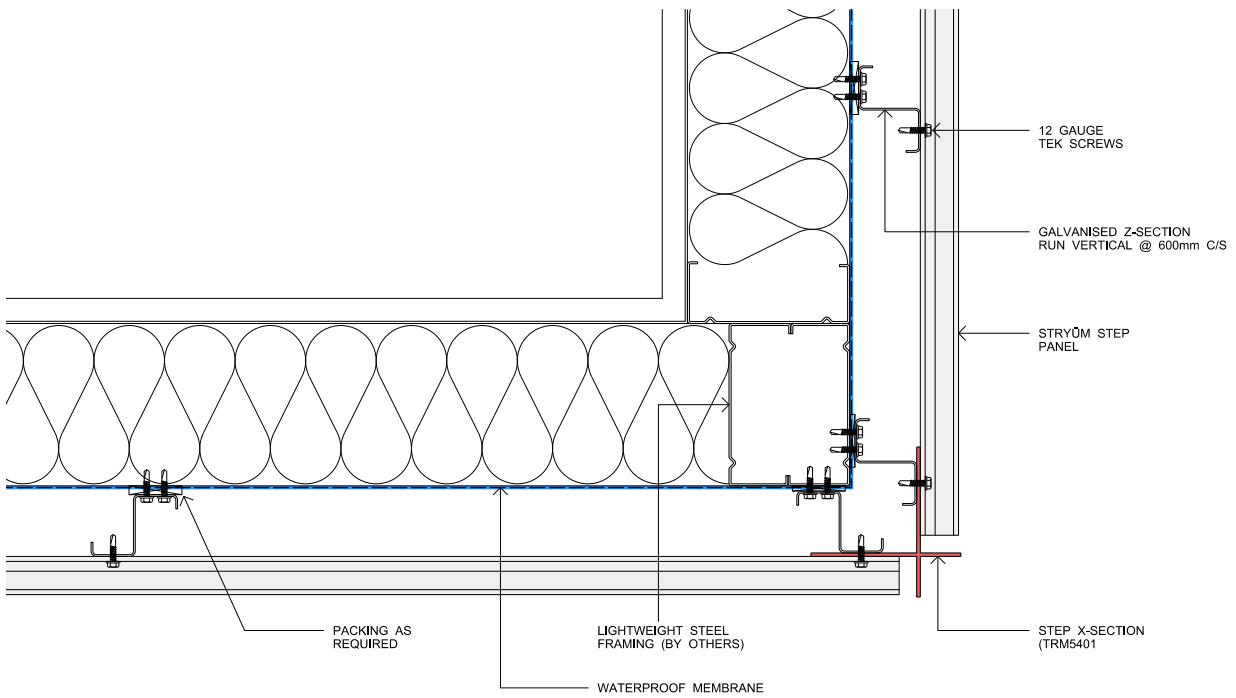 12 GAUGE
TEK SCREWS
GALVANISED Z-SECTION
RUN VERTICAL @ 600mm C/S
STRYŪM STEP
PANEL
PACKING AS
REQUIRED
LIGHTWEIGHT STEEL
FRAMING (BY OTHERS)
STEP X-SECTION
(TRM5401
WATERPROOF MEMBRANE